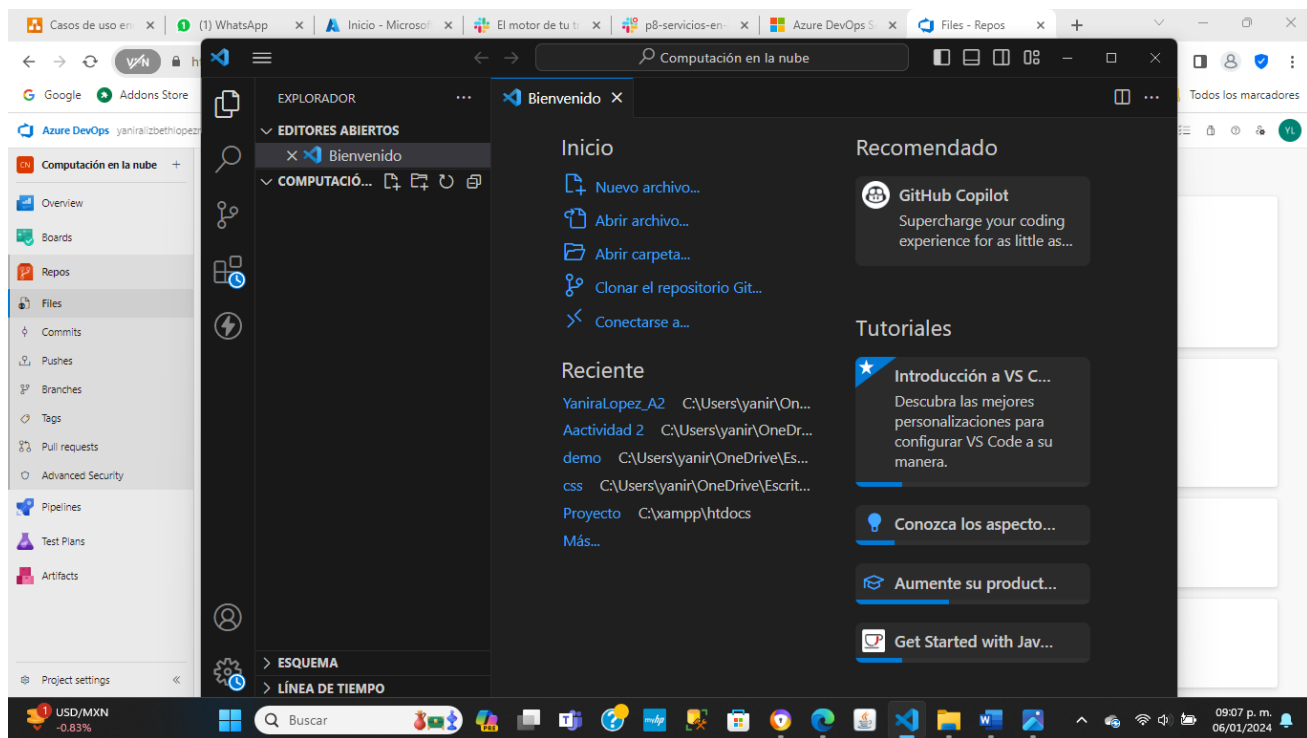 Casos de uso en
(1) WhatsApp
Inicio - Microsof
El motor de tu t
p8-servicios-en-
Azure DevOps S
Files - Repos
Google
Addons Store
Todos los marcadores
Azure DevOps yaniralizbethlopezr
YL
CN Computación en la nube +
Overview
Boards
Repos
Files
Commits
Pushes
Branches
Tags
Pull requests
Advanced Security
Pipelines
Test Plans
Artifacts
Project settings
Computación en la nube
EXPLORADOR
EDITORES ABIERTOS
Bienvenido
COMPUTACIÓ...
ESQUEMA
LÍNEA DE TIEMPO
Bienvenido
Inicio
Nuevo archivo...
Abrir archivo...
Abrir carpeta...
Clonar el repositorio Git...
Conectarse a...
Reciente
YaniraLopez_A2 C:\Users\yanir\On...
Aactividad 2 C:\Users\yanir\OneDr...
demo C:\Users\yanir\OneDrive\Es...
css C:\Users\yanir\OneDrive\Escrit...
Proyecto C:\xampp\htdocs
Más...
Recomendado
GitHub Copilot
Supercharge your coding
experience for as little as...
Tutoriales
Introducción a VS C...
Descubra las mejores
personalizaciones para
configurar VS Code a su
manera.
Conozca los aspecto...
Aumente su product...
Get Started with Jav...
1
USD/MXN
-0.83%
Buscar
09:07 p. m.
06/01/2024